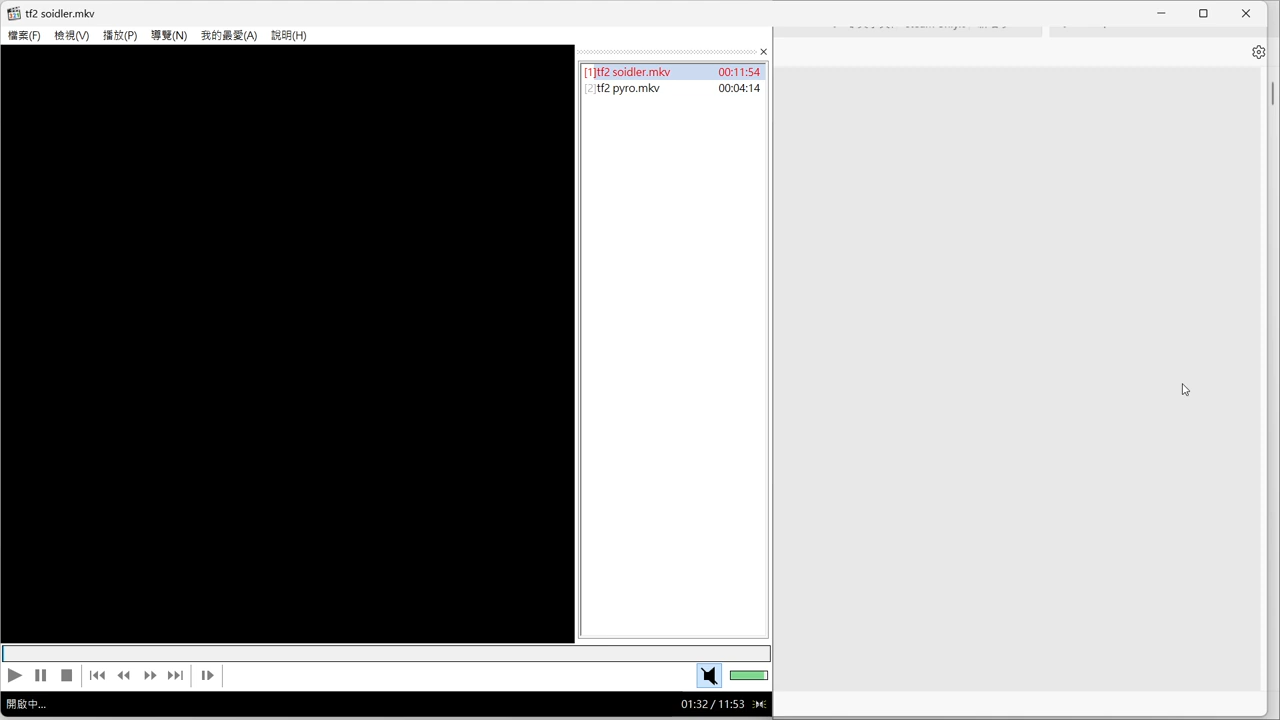 tf2 soidler.mkv
檔案(F) 檢視(V) 播放(P) 導覽(N) 我的最愛(A) 說明(H)
[1]tf2 soidler.mkv 00:11:54
[2]tf2 pyro.mkv 00:04:14
開啟中... 01:32 / 11:53